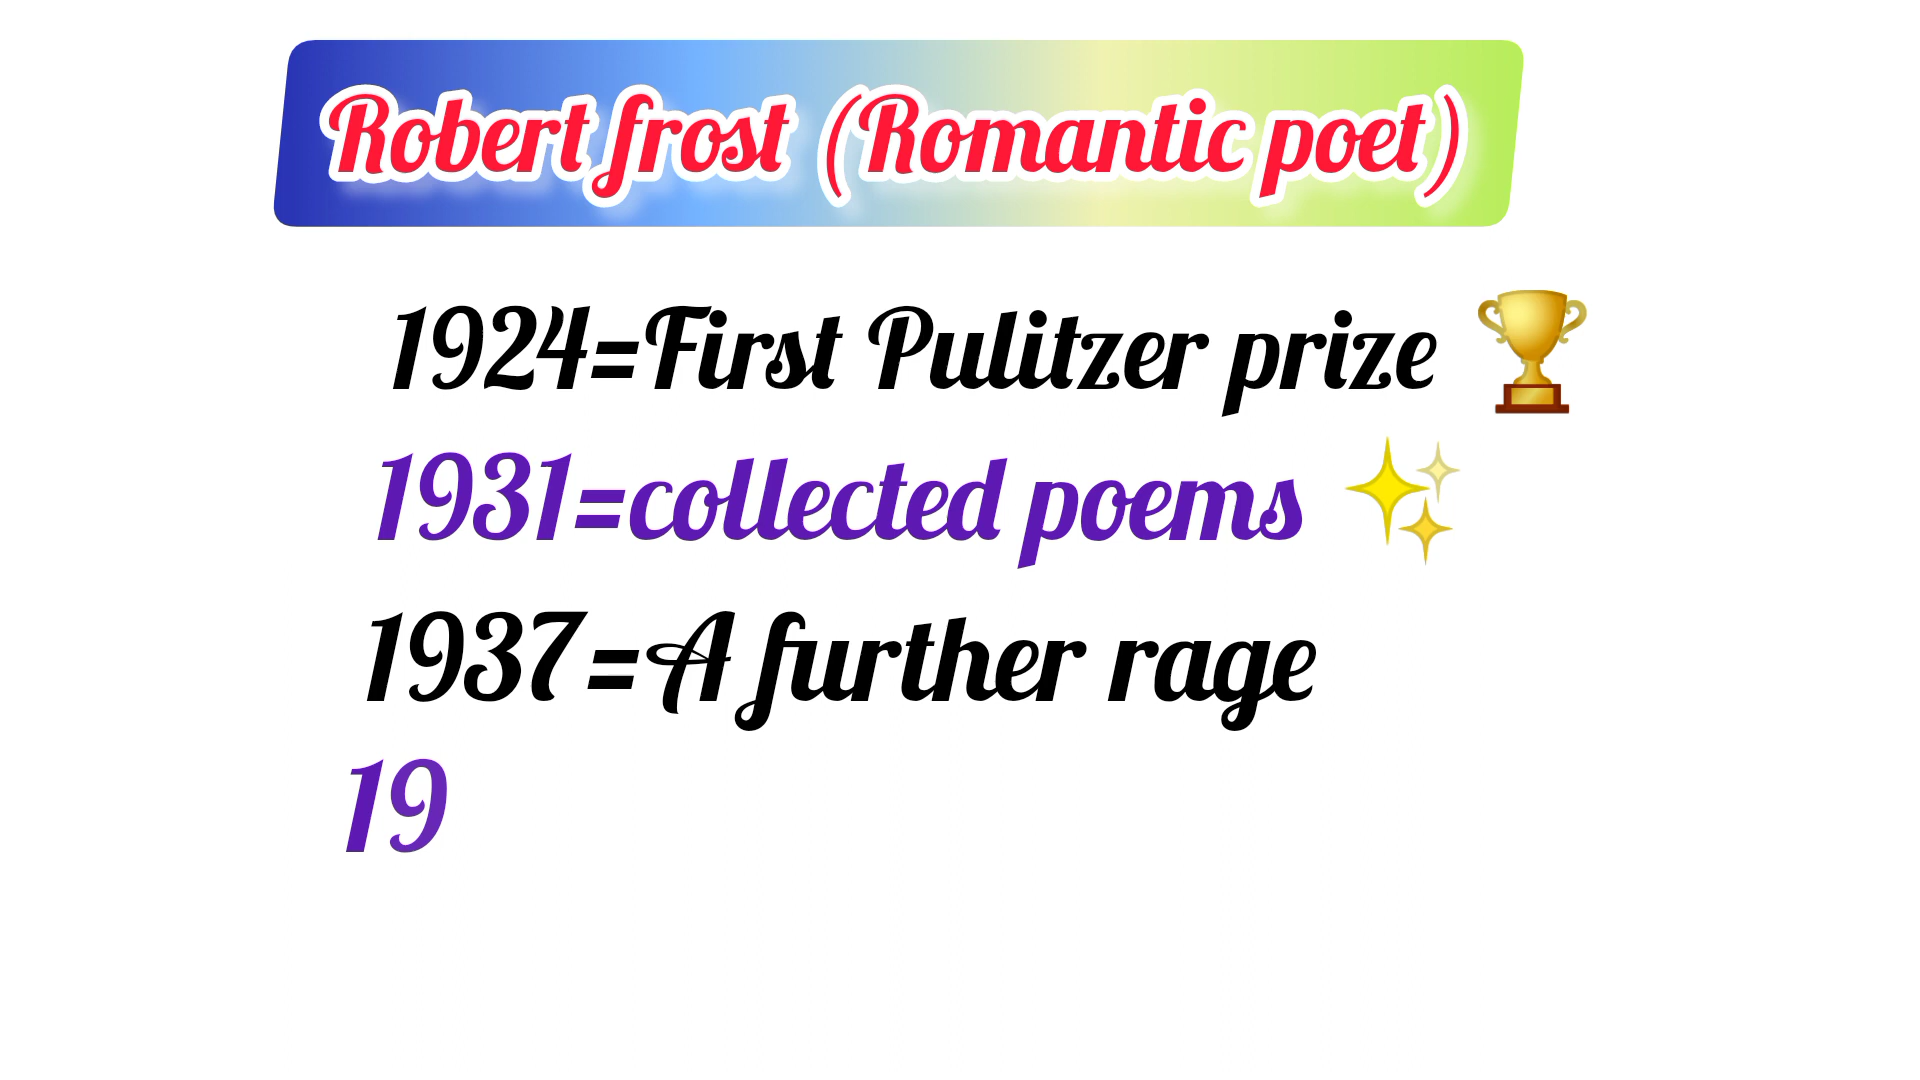 Robert frost (Romantic poet)
1924=First Pulitzer prize 🏆
1931=collected poems ✨
1937=A further rage
19